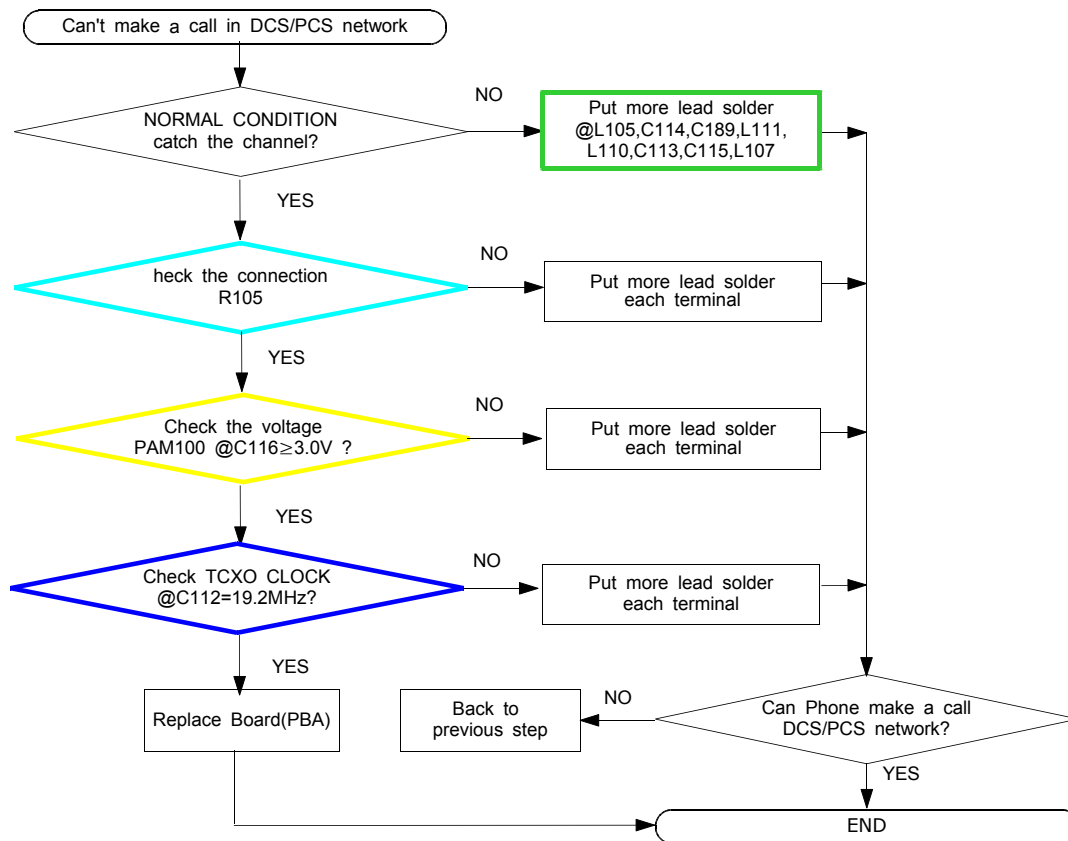 Can't make a call in DCS/PCS network
NORMAL CONDITION
catch the channel?
NO
Put more lead solder
@L105,C114,C189,L111,
L110,C113,C115,L107
YES
heck the connection
R105
NO
Put more lead solder
each terminal
YES
Check the voltage
PAM100 @C116≥3.0V ?
NO
Put more lead solder
each terminal
YES
Check TCXO CLOCK
@C112=19.2MHz?
NO
Put more lead solder
each terminal
YES
Replace Board(PBA)
Back to
previous step
NO
Can Phone make a call
DCS/PCS network?
YES
END